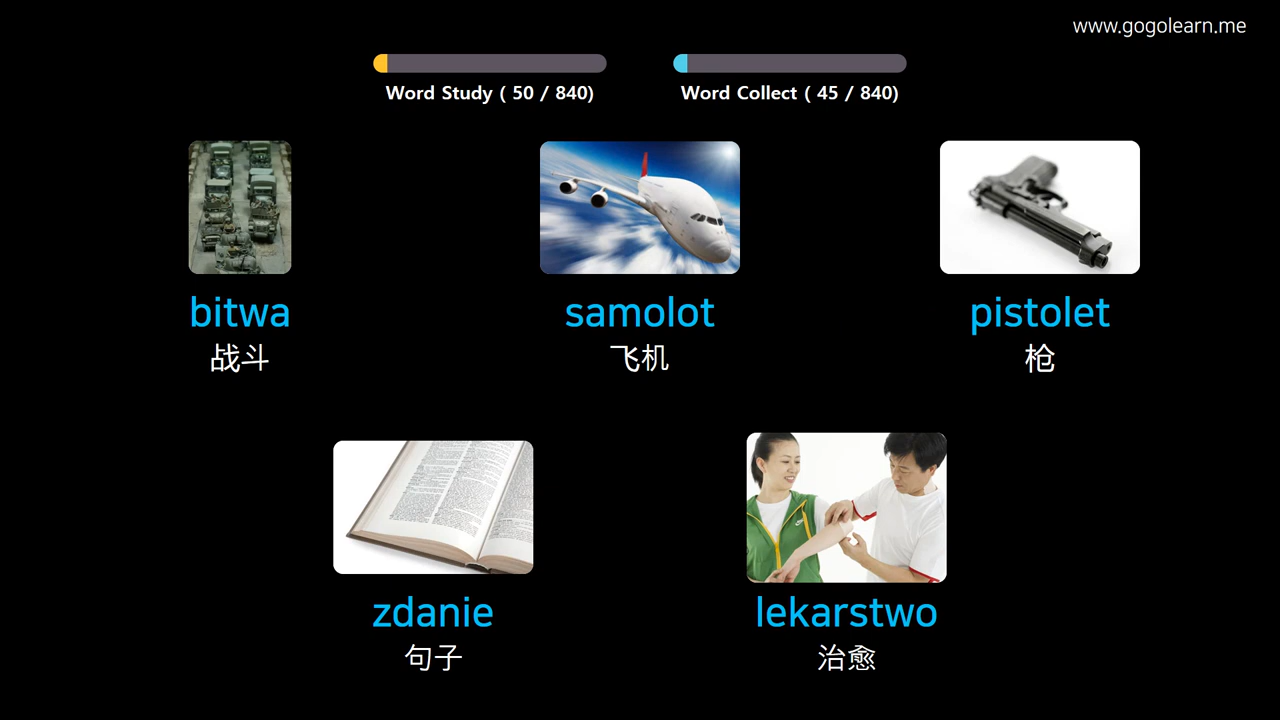 www.gogolearn.me
Word Study ( 50 / 840)
Word Collect ( 45 / 840)
bitwa
战斗
samolot
飞机
pistolet
枪
zdanie
句子
lekarstwo
治愈